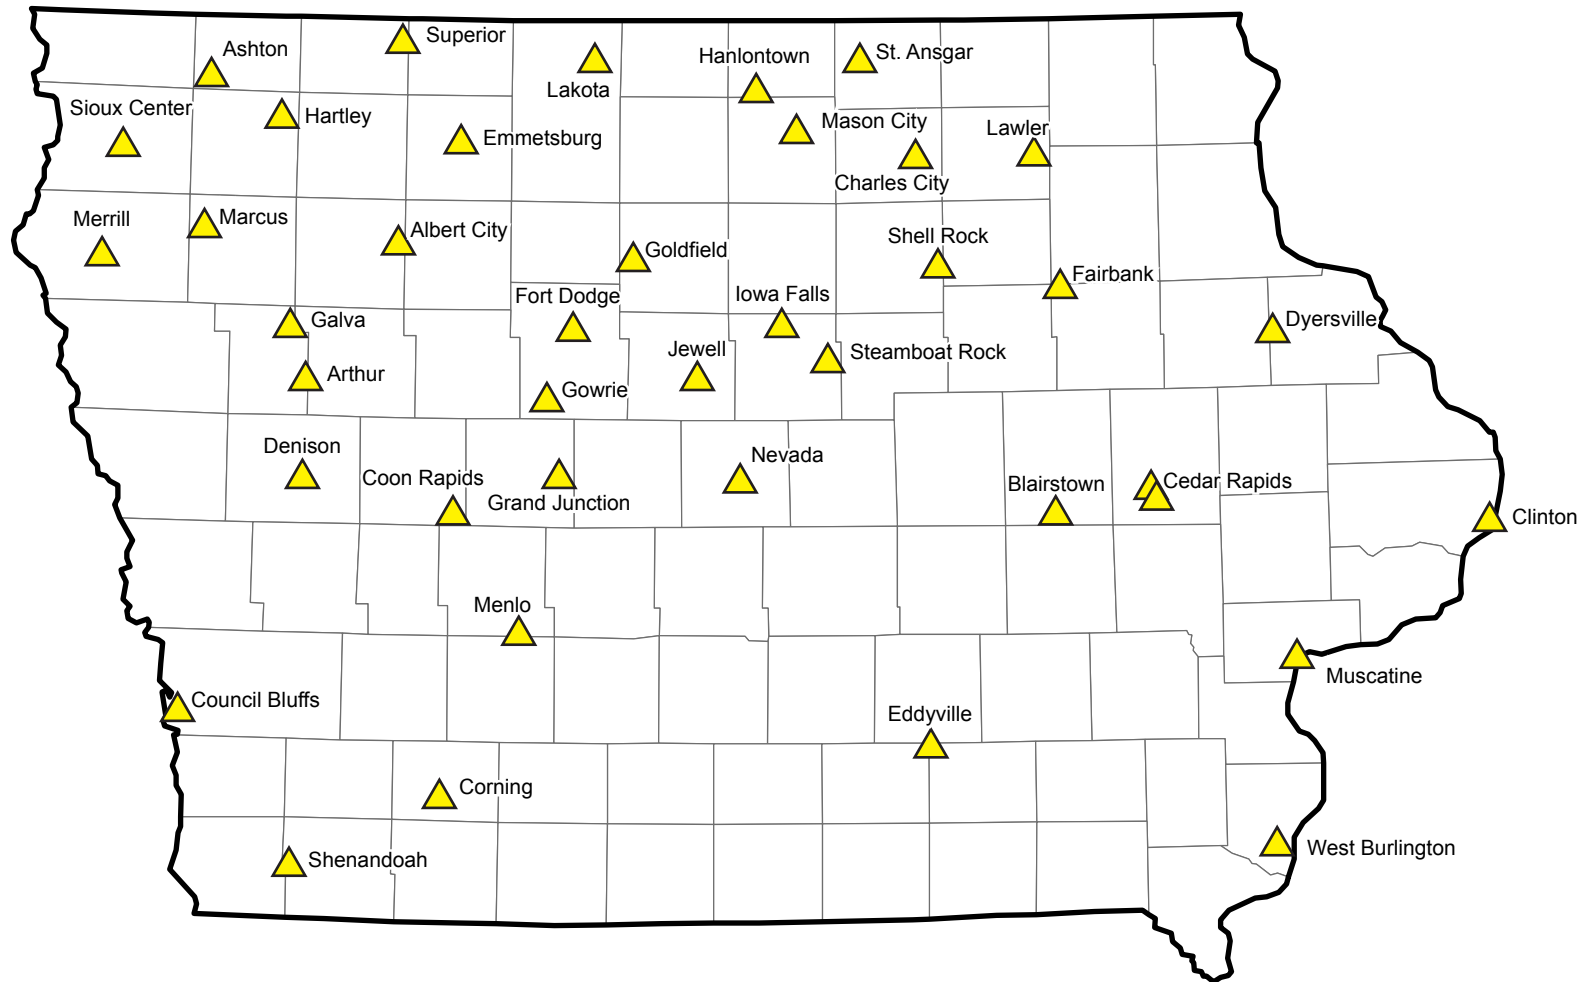 Superior
Ashton
St. Ansgar
Hanlontown
Lakota
Sioux Center
Hartley
Mason City
Lawler
Emmetsburg
Charles City
Marcus
Merrill
Albert City
Shell Rock
Goldfield
Fairbank
Fort Dodge
Iowa Falls
Galva
Dyersville
Jewell
Steamboat Rock
Arthur
Gowrie
Denison
Nevada
Coon Rapids
Cedar Rapids
Blairstown
Grand Junction
Clinton
Menlo
Muscatine
Council Bluffs
Eddyville
Corning
West Burlington
Shenandoah